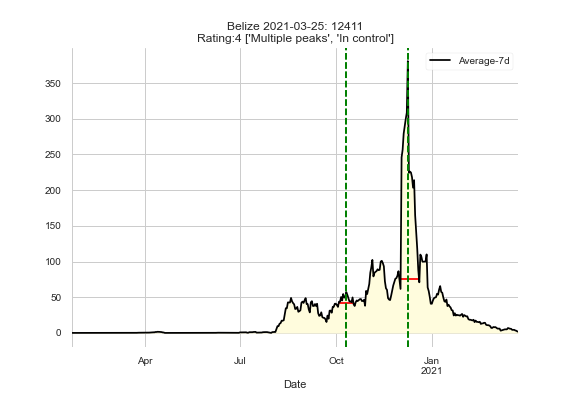 Belize 2021-03-25: 12411
Rating:4 ['Multiple peaks', 'In control']
Average-7d
350
300
250
200
150
100
50
0
Apr
Jul
Oct
Jan
2021
Date